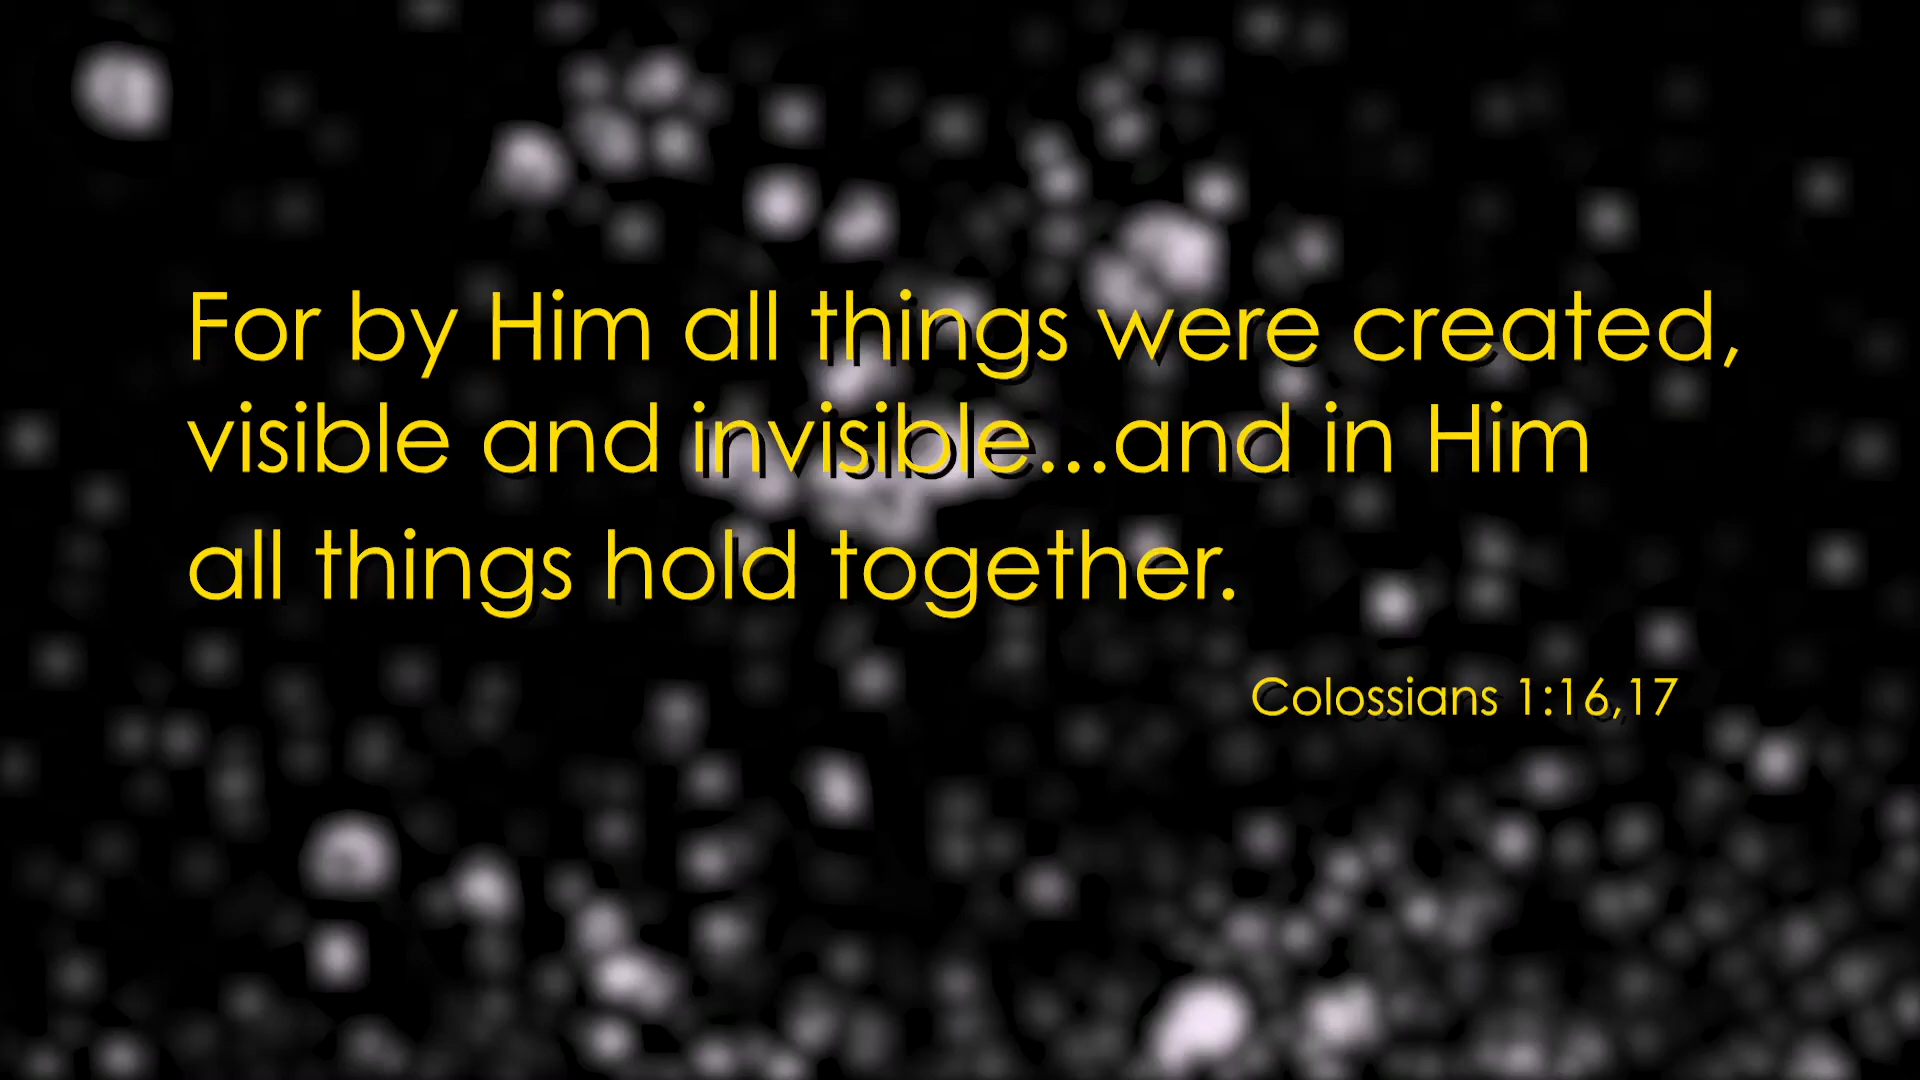 For by Him all things were created,
visible and invisible...and in Him
all things hold together.
Colossians 1:16,17